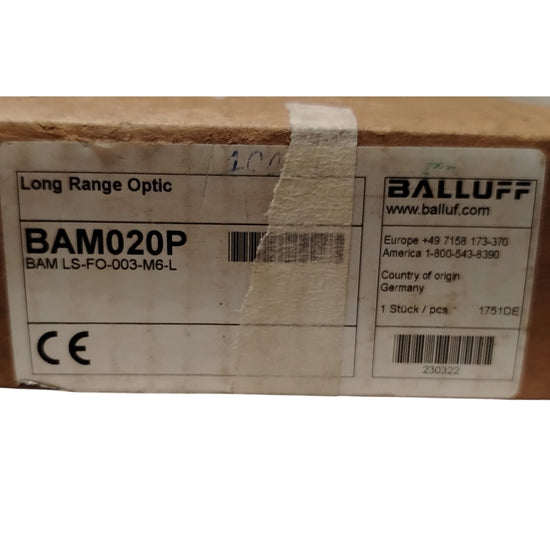 100
Long Range Optic
BAM020P
BAM LS-FO-003-M6-L
CE
BALLUFF
www.balluf.com
Europe +49 7158 173-370
America 1-800-543-8390
Country of origin
Germany
1 Stück / pcs 1751DE
230322